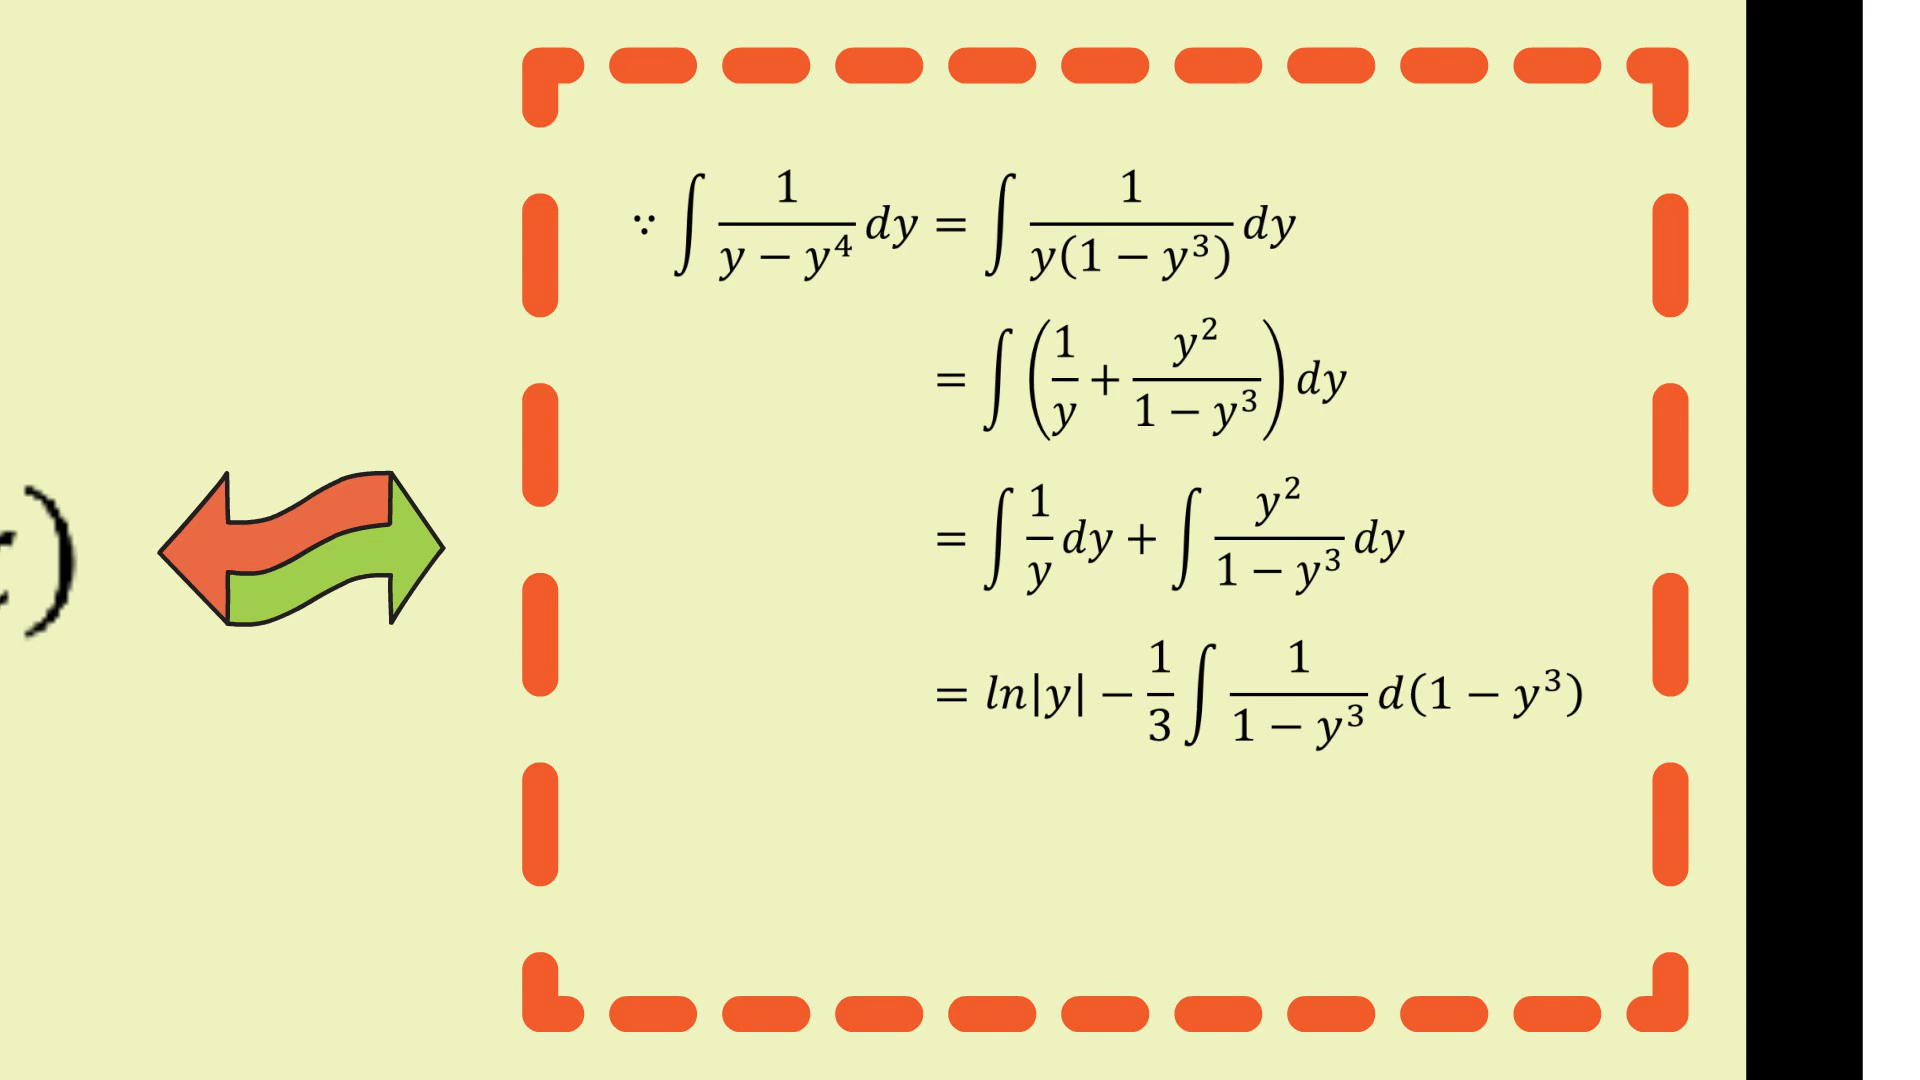 ∵ ∫ 1/(y − y⁴) dy = ∫ 1/(y(1 − y³)) dy
= ∫ (1/y + y²/(1 − y³)) dy
= ∫ 1/y dy + ∫ y²/(1 − y³) dy
= ln|y| − 1/3 ∫ 1/(1 − y³) d(1 − y³)
)